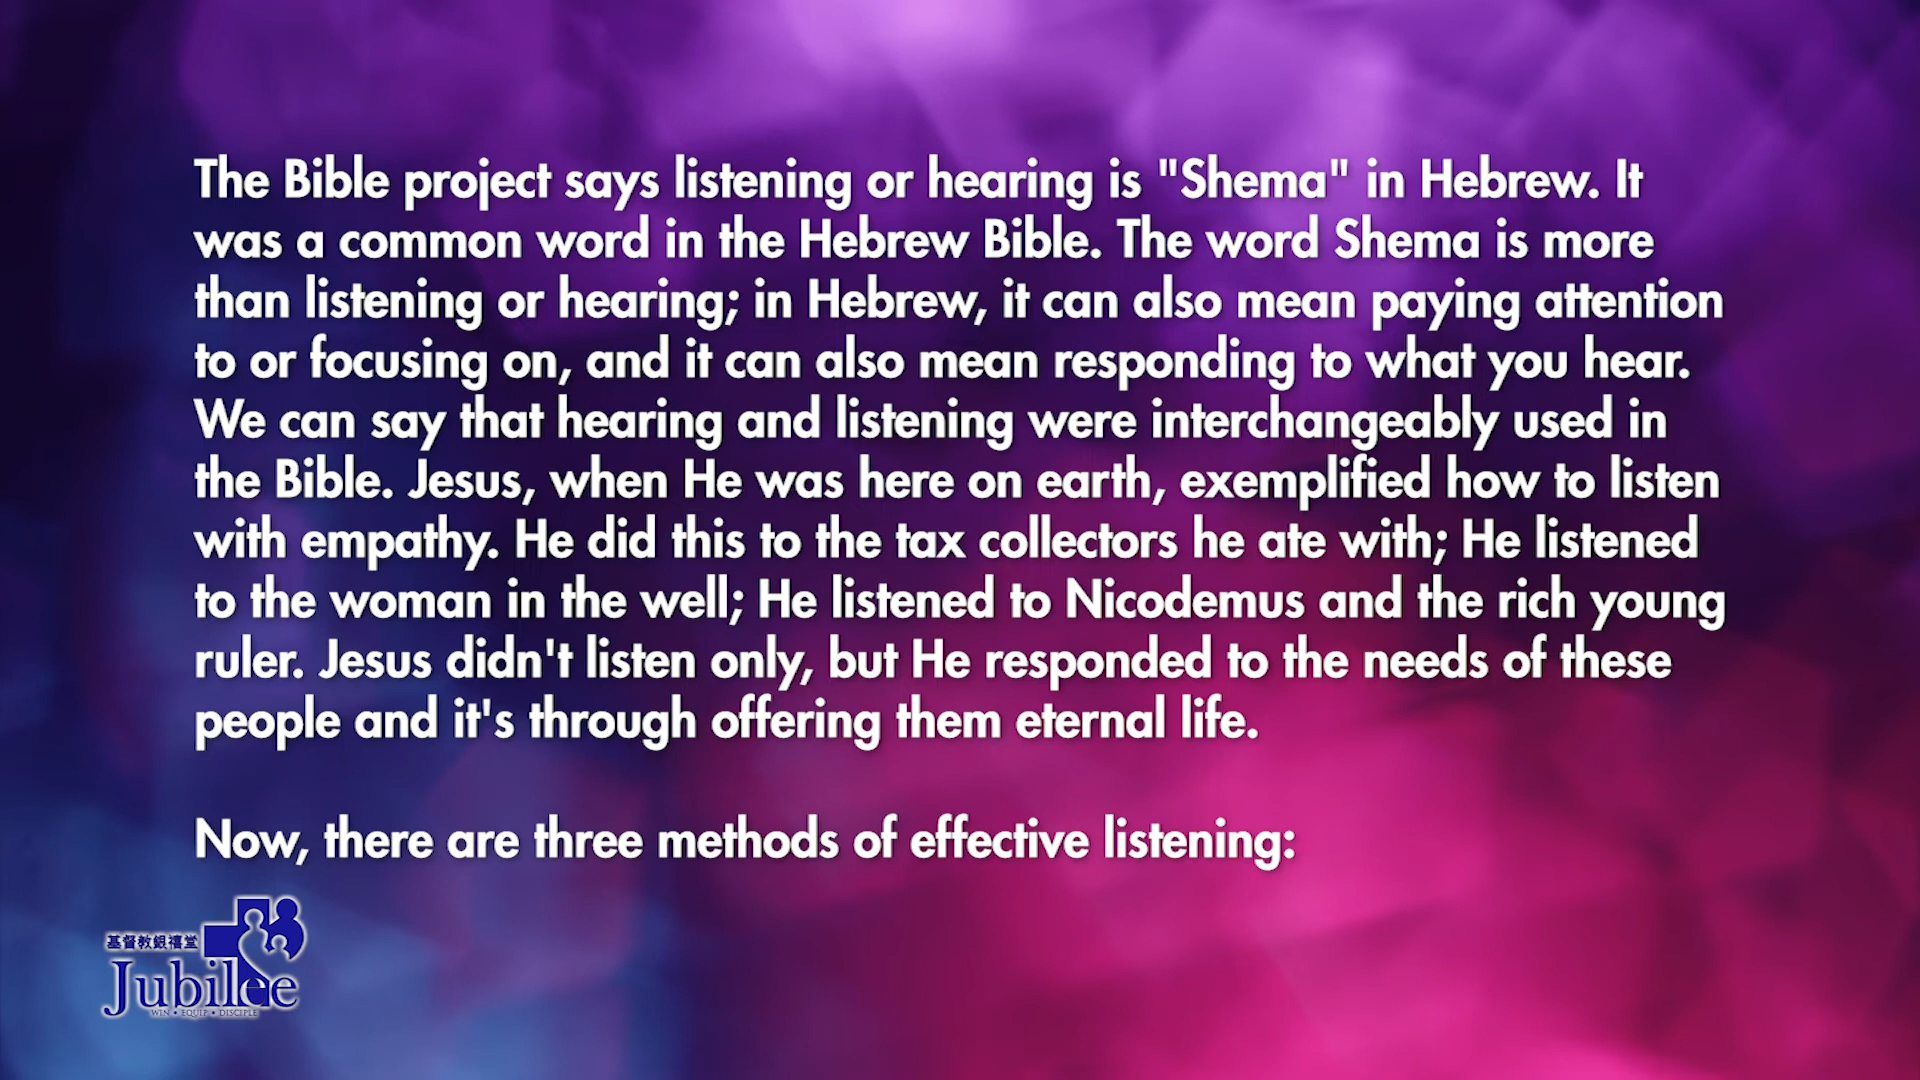 The Bible project says listening or hearing is "Shema" in Hebrew. It
was a common word in the Hebrew Bible. The word Shema is more
than listening or hearing; in Hebrew, it can also mean paying attention
to or focusing on, and it can also mean responding to what you hear.
We can say that hearing and listening were interchangeably used in
the Bible. Jesus, when He was here on earth, exemplified how to listen
with empathy. He did this to the tax collectors he ate with; He listened
to the woman in the well; He listened to Nicodemus and the rich young
ruler. Jesus didn't listen only, but He responded to the needs of these
people and it's through offering them eternal life.
Now, there are three methods of effective listening:
基督教銀禧堂
Jubilee
WIN • EQUIP • DISCIPLE